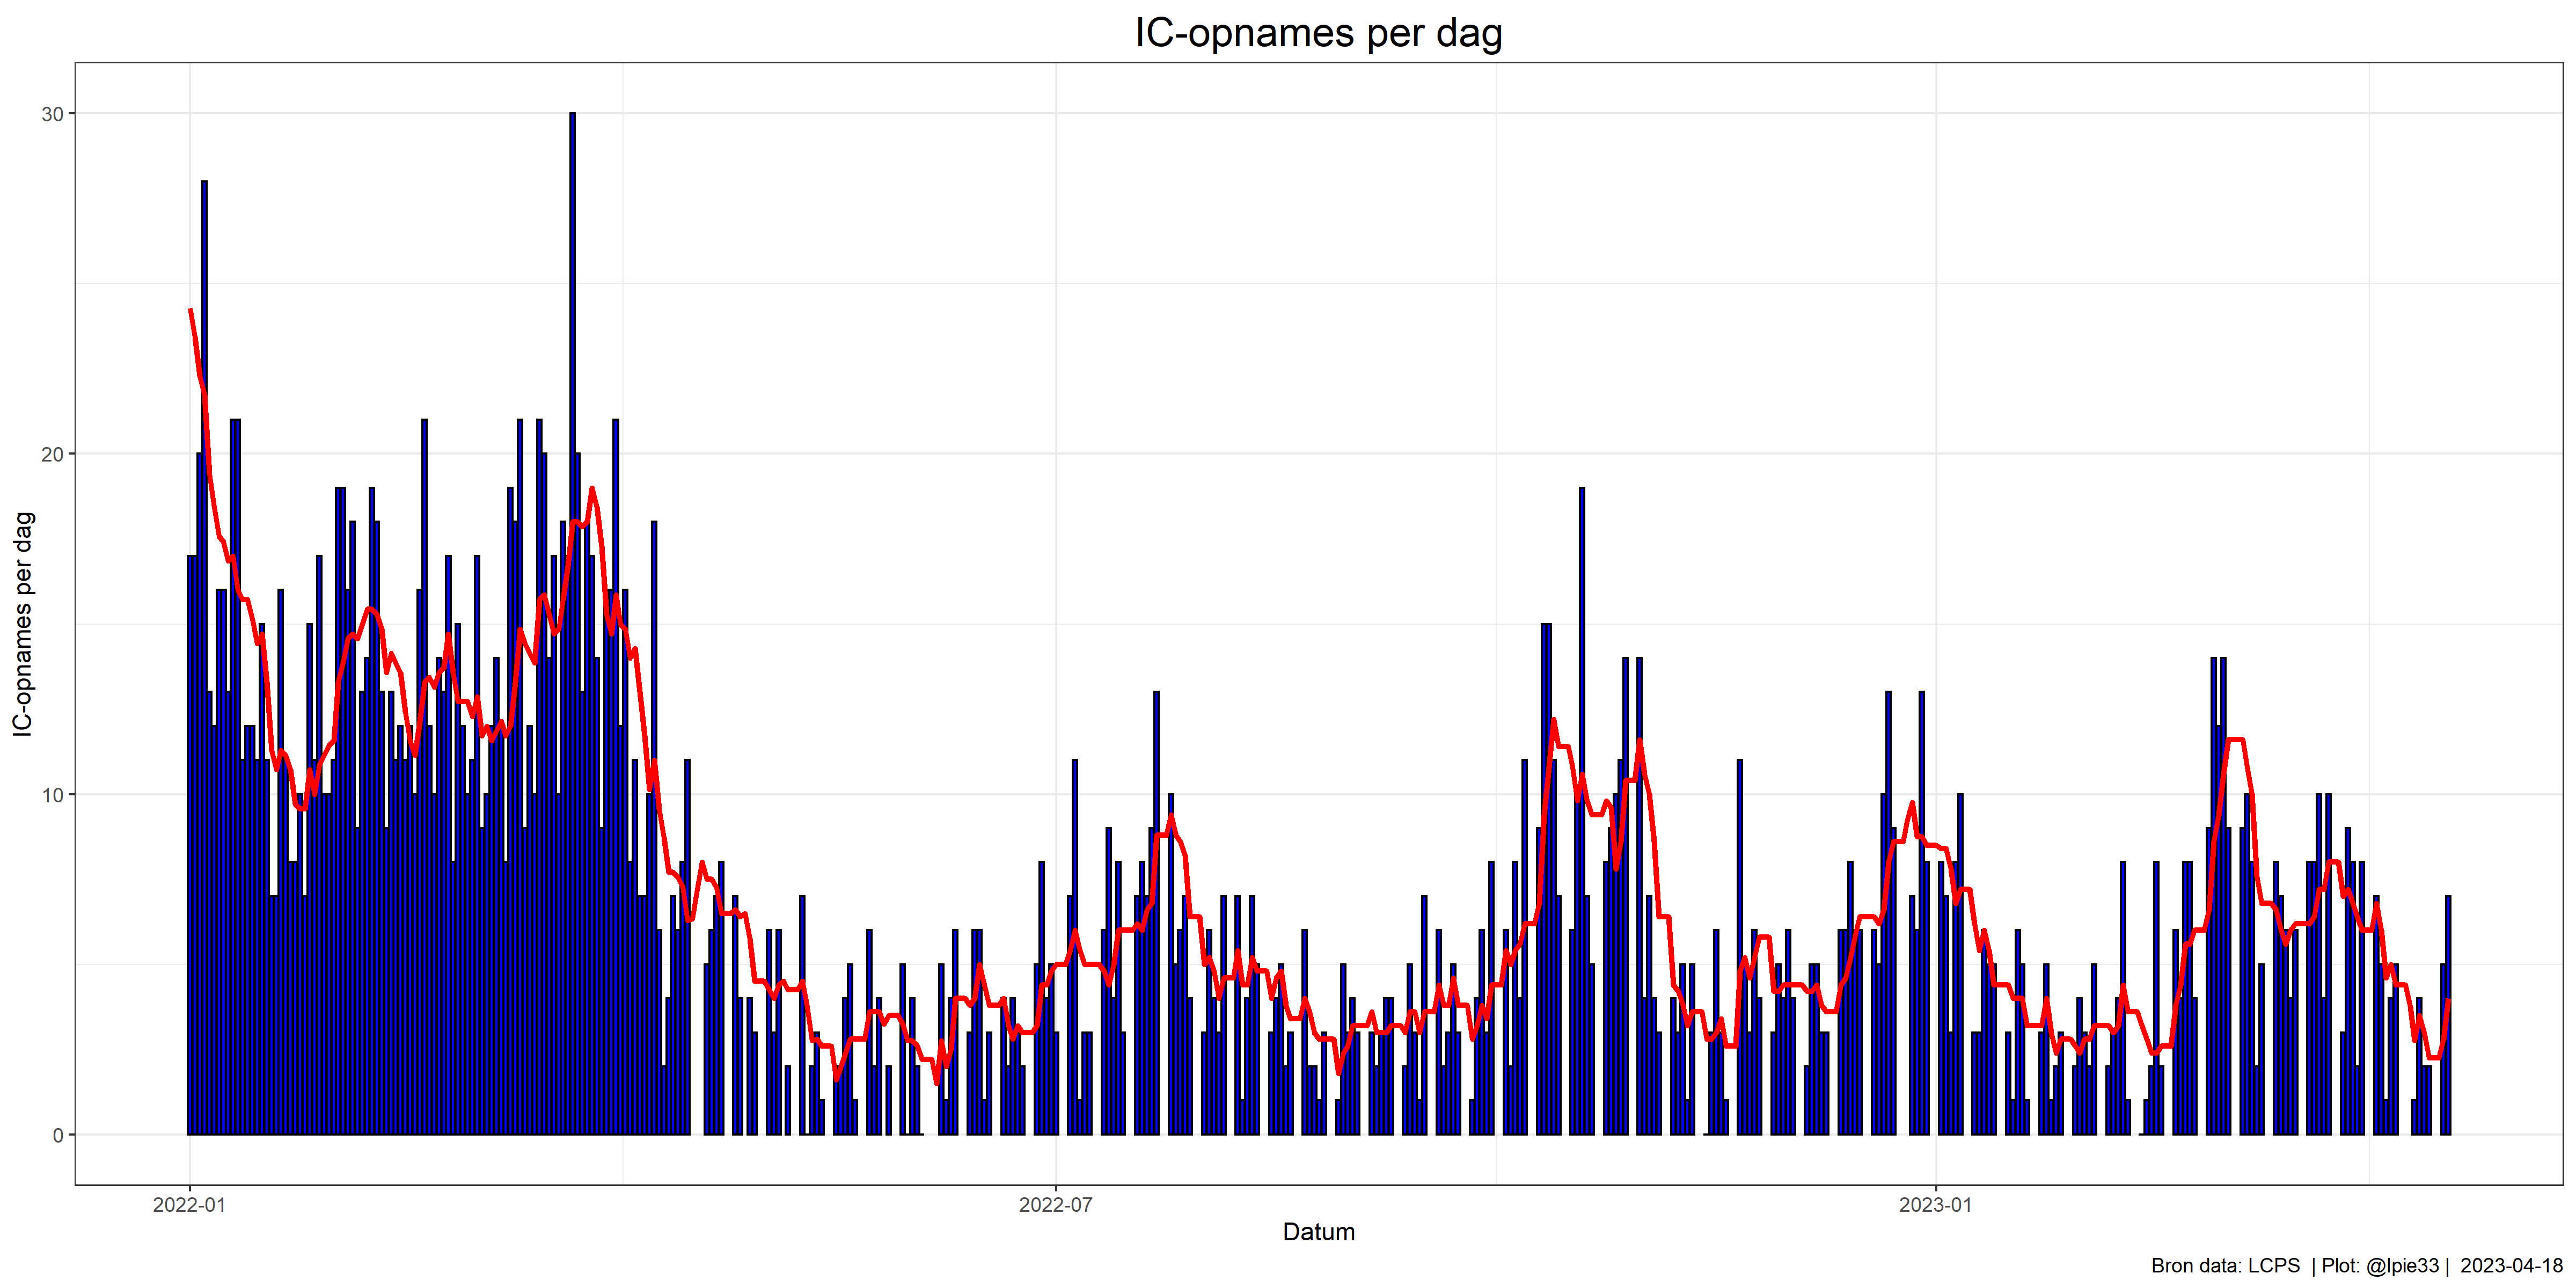 IC-opnames per dag
30
20
10
0
IC-opnames per dag
2022-01
2022-07
2023-01
Datum
Bron data: LCPS | Plot: @lpie33 | 2023-04-18